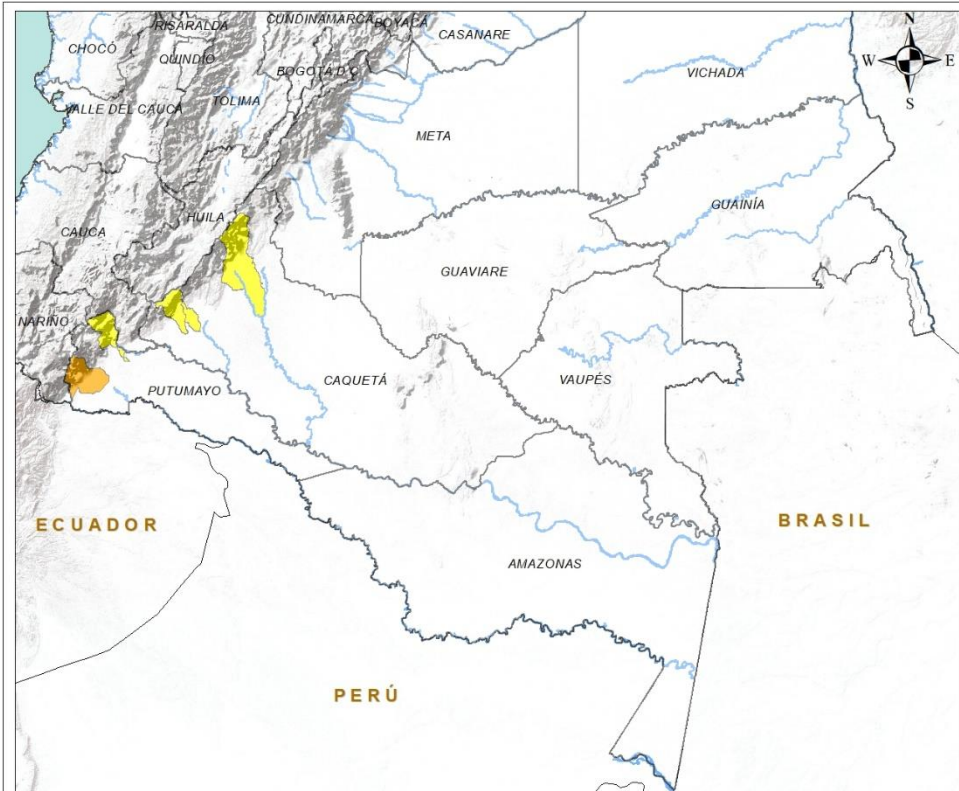 CUNDINAMARCA
BOYACÁ
RISARALDA
CASANARE
N
CHOCÓ
QUINDÍO
W
E
BOGOTÁ D.C.
VICHADA
S
VALLE DEL CAUCA
TOLIMA
META
HUILA
GUAINÍA
CAUCA
GUAVIARE
NARIÑO
CAQUETÁ
VAUPÉS
PUTUMAYO
ECUADOR
BRASIL
AMAZONAS
PERÚ